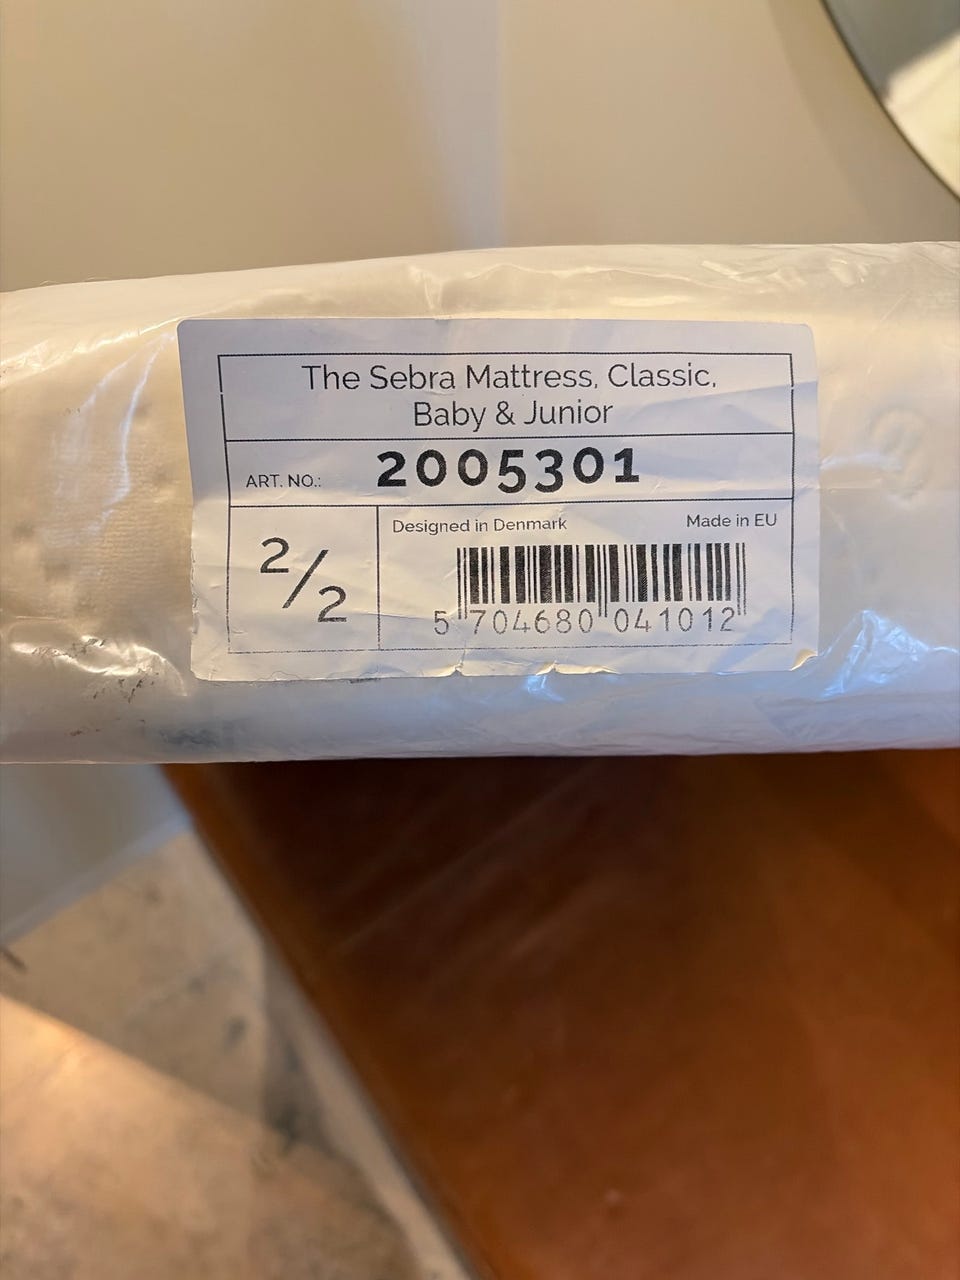 The Sebra Mattress, Classic,
Baby & Junior
ART. NO.: 2005301
2/2
Designed in Denmark Made in EU
5 704680 041012